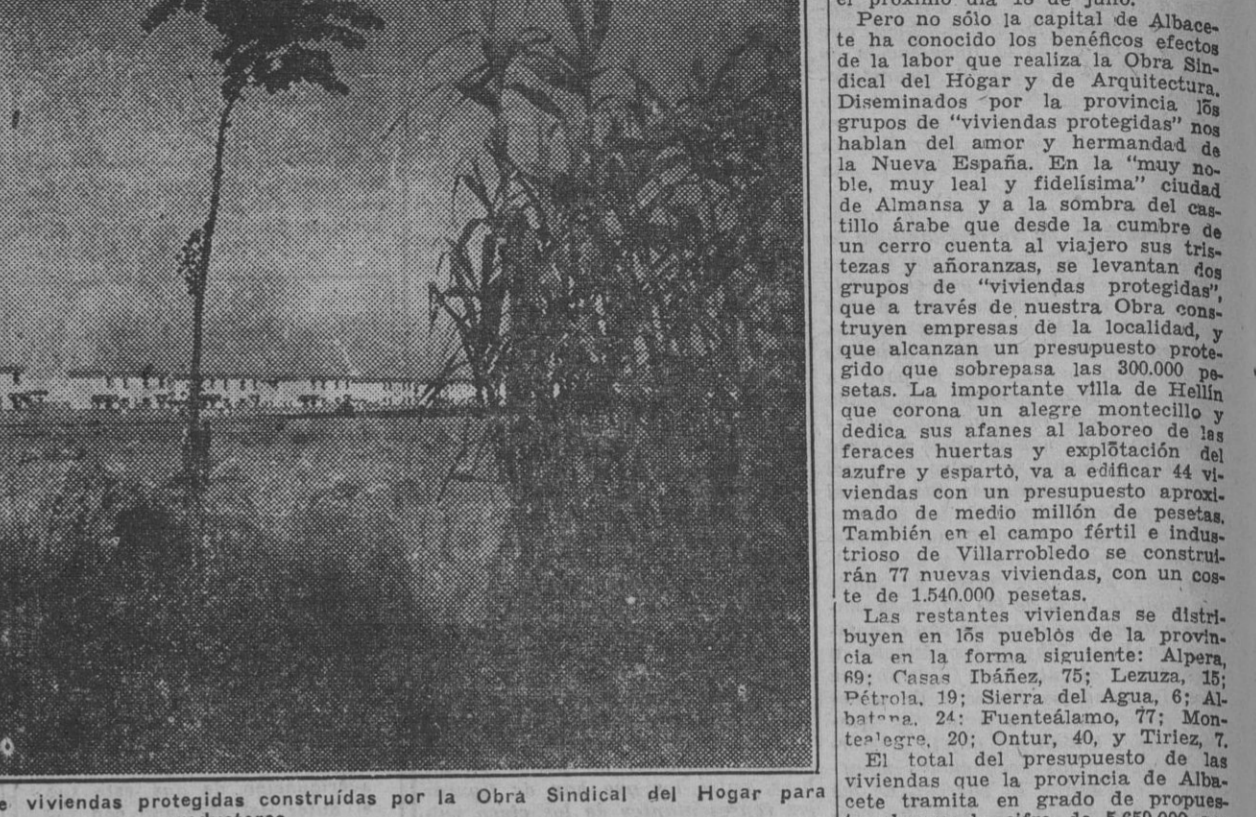 el próximo día 18 de julio.
Pero no sólo la capital de Albace-
te ha conocido los benéficos efectos
de la labor que realiza la Obra Sin-
dical del Hogar y de Arquitectura.
Diseminados por la provincia los
grupos de "viviendas protegidas" nos
hablan del amor y hermandad de
la Nueva España. En la "muy no-
ble, muy leal y fidelísima" ciudad
de Almansa y a la sombra del cas-
tillo árabe que desde la cumbre de
un cerro cuenta al viajero sus tris-
tezas y añoranzas, se levantan dos
grupos de "viviendas protegidas",
que a través de nuestra Obra cons-
truyen empresas de la localidad, y
que alcanzan un presupuesto prote-
gido que sobrepasa las 300.000 pe-
setas. La importante villa de Hellín
que corona un alegre montecillo y
dedica sus afanes al laboreo de las
feraces huertas y explotación del
azufre y esparto, va a edificar 44 vi-
viendas con un presupuesto aproxi-
mado de medio millón de pesetas.
También en el campo fértil e indus-
trioso de Villarrobledo se construi-
rán 77 nuevas viviendas, con un cos-
te de 1.540.000 pesetas.
Las restantes viviendas se distri-
buyen en los pueblos de la provin-
cia en la forma siguiente: Alpera,
69; Casas Ibáñez, 75; Lezuza, 15;
Pétrola, 19; Sierra del Agua, 6; Al-
batana, 24; Fuenteálamo, 77; Mon-
tealegre, 20; Ontur, 40, y Tiriez, 7.
El total del presupuesto de las
viviendas que la provincia de Alba-
cete tramita en grado de propues-
cifra de 5.650.000
e viviendas protegidas construídas por la Obra Sindical del Hogar para